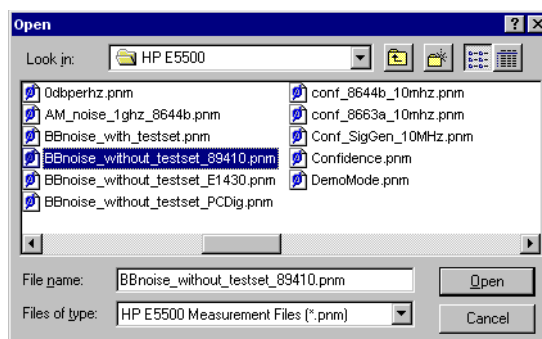 Open
Look in: HP E5500
0dbperhz.pnm
AM_noise_1ghz_8644b.pnm
BBnoise_with_testset.pnm
BBnoise_without_testset_89410.pnm
BBnoise_without_testset_E1430.pnm
BBnoise_without_testset_PCDig.pnm
conf_8644b_10mhz.pnm
conf_8663a_10mhz.pnm
Conf_SigGen_10MHz.pnm
Confidence.pnm
DemoMode.pnm
File name: BBnoise_without_testset_89410.pnm
Open
Files of type: HP E5500 Measurement Files (*.pnm)
Cancel